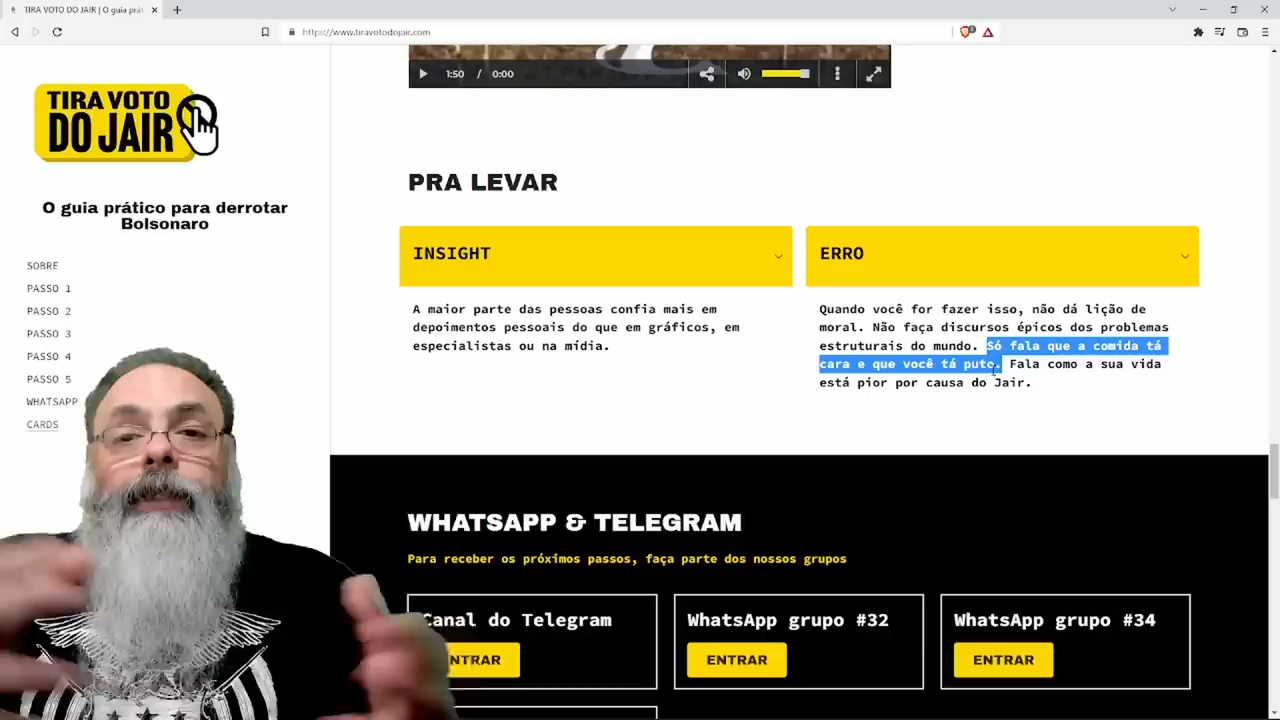 TIRA VOTO DO JAIR | O guia prát
https://www.tiravotodojair.com
TIRA VOTO
DO JAIR
O guia prático para derrotar
Bolsonaro
SOBRE
PASSO 1
PASSO 2
PASSO 3
PASSO 4
PASSO 5
WHATSAPP
CARDS
1:50 / 0:00
PRA LEVAR
INSIGHT
A maior parte das pessoas confia mais em
depoimentos pessoais do que em gráficos, em
especialistas ou na mídia.
ERRO
Quando você for fazer isso, não dá lição de
moral. Não faça discursos épicos dos problemas
estruturais do mundo. Só fala que a comida tá
cara e que você tá puto. Fala como a sua vida
está pior por causa do Jair.
WHATSAPP & TELEGRAM
Para receber os próximos passos, faça parte dos nossos grupos
Canal do Telegram
ENTRAR
WhatsApp grupo #32
ENTRAR
WhatsApp grupo #34
ENTRAR